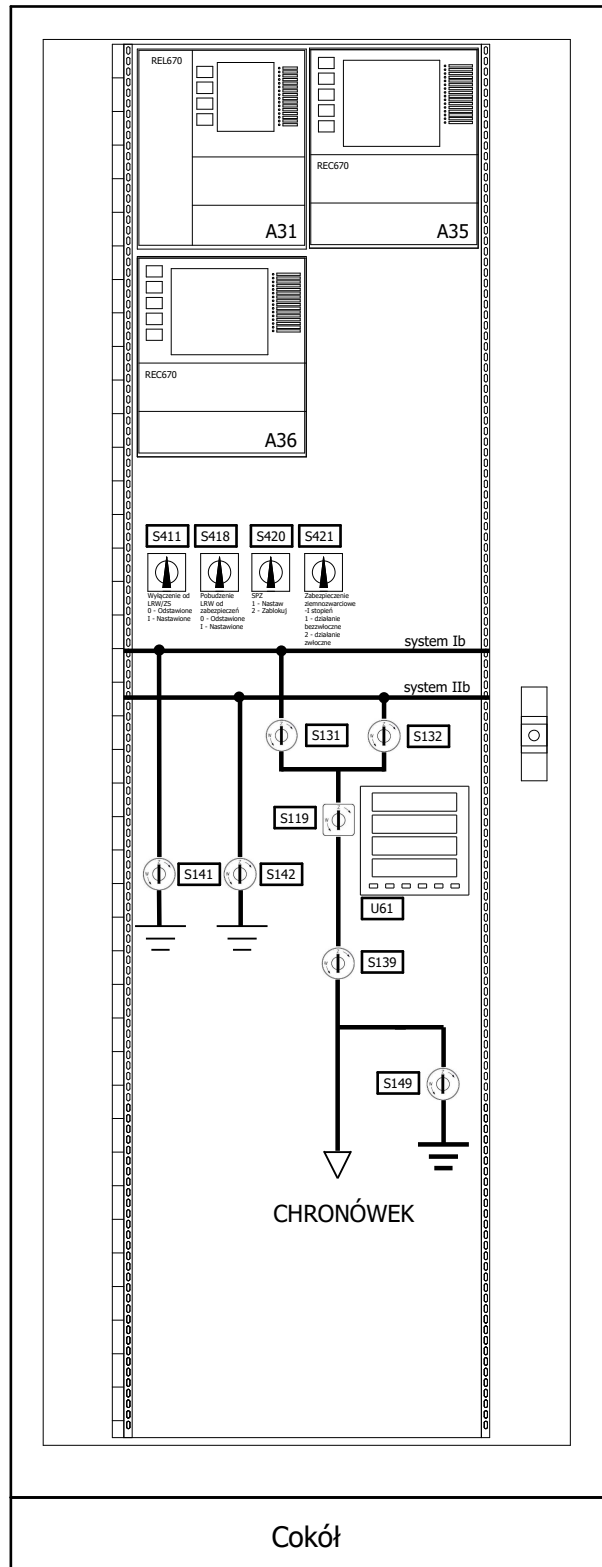 REL670
A31
REC670
A35
REC670
A36
S411
S418
S420
S421
Wyłączenie od
LRW/ZS
0 - Odstawione
I - Nastawione
Pobudzenie
LRW od
zabezpieczeń
0 - Odstawione
I - Nastawione
SPZ
1 - Nastaw
2 - Zablokuj
Zabezpieczenie
ziemnozwarciowe
-I stopień
1 - działanie
bezzwłoczne
2 - działanie
zwłoczne
system Ib
system IIb
S131
S132
S119
S141
S142
U61
S139
S149
CHRONÓWEK
Cokół